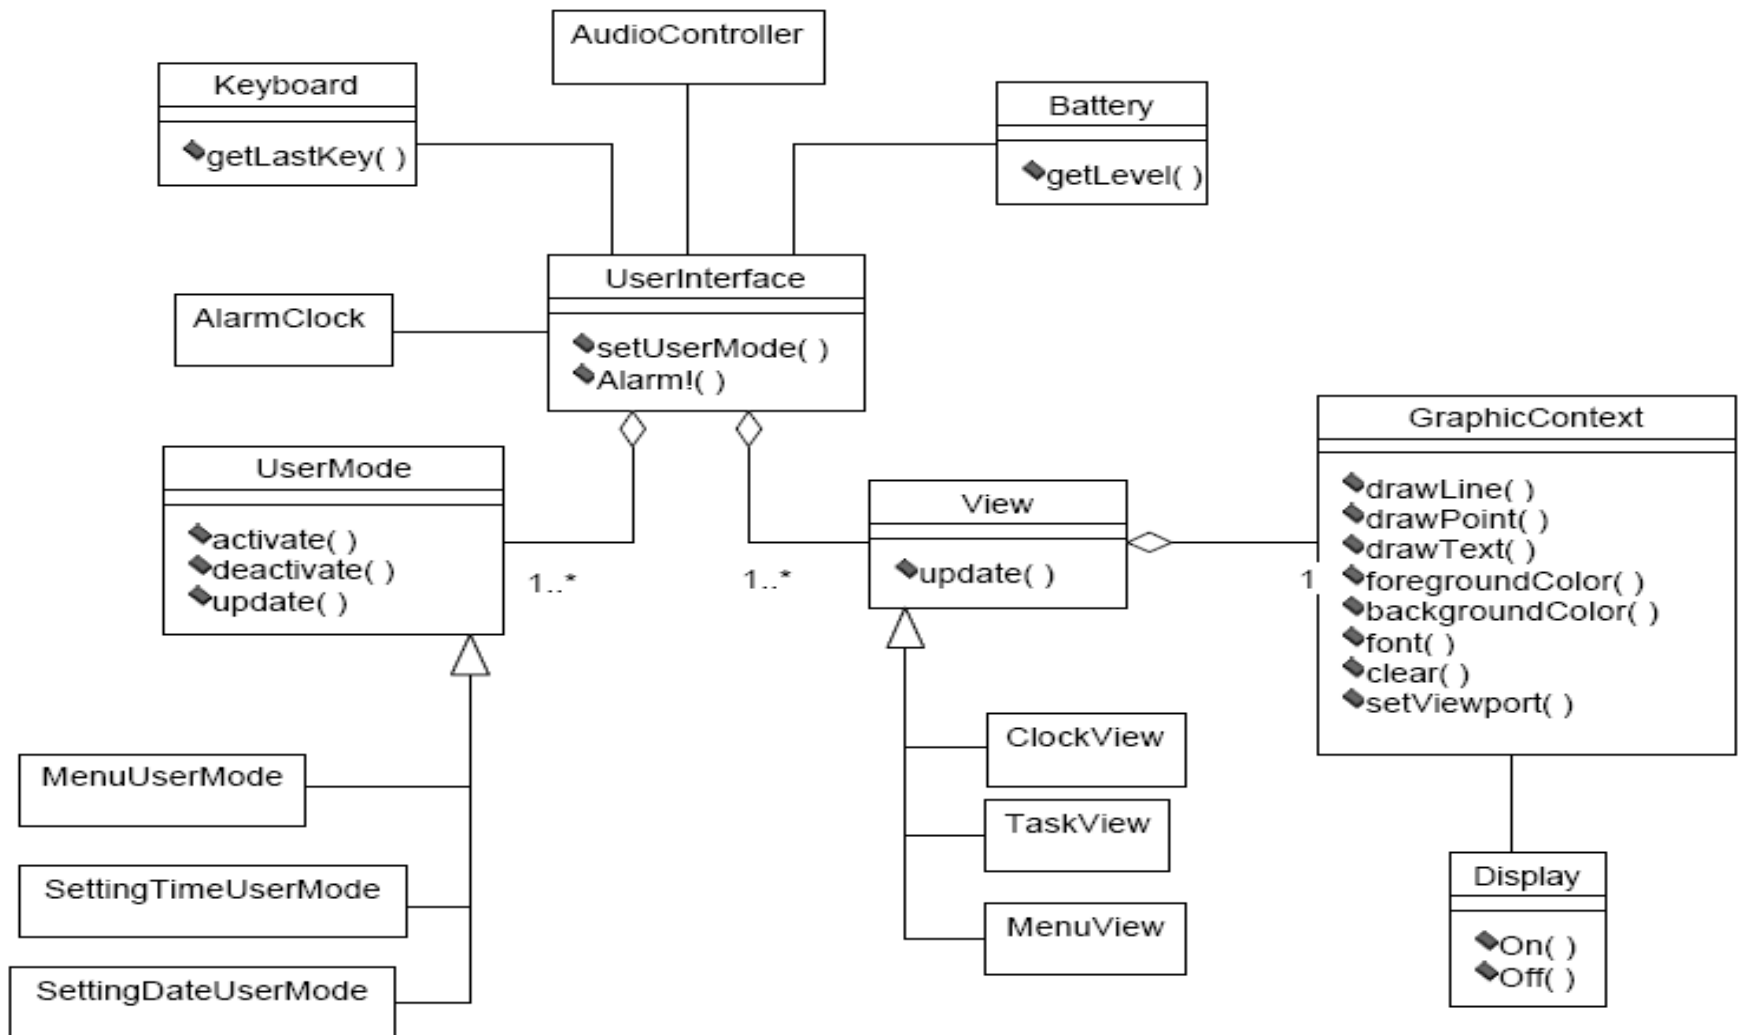 AudioController
Keyboard
getLastKey( )
Battery
getLevel( )
UserInterface
setUserMode( )
Alarm!( )
AlarmClock
UserMode
activate( )
deactivate( )
update( )
1..*
1..*
View
update( )
1
GraphicContext
drawLine( )
drawPoint( )
drawText( )
foregroundColor( )
backgroundColor( )
font( )
clear( )
setViewport( )
MenuUserMode
SettingTimeUserMode
SettingDateUserMode
ClockView
TaskView
MenuView
Display
On( )
Off( )